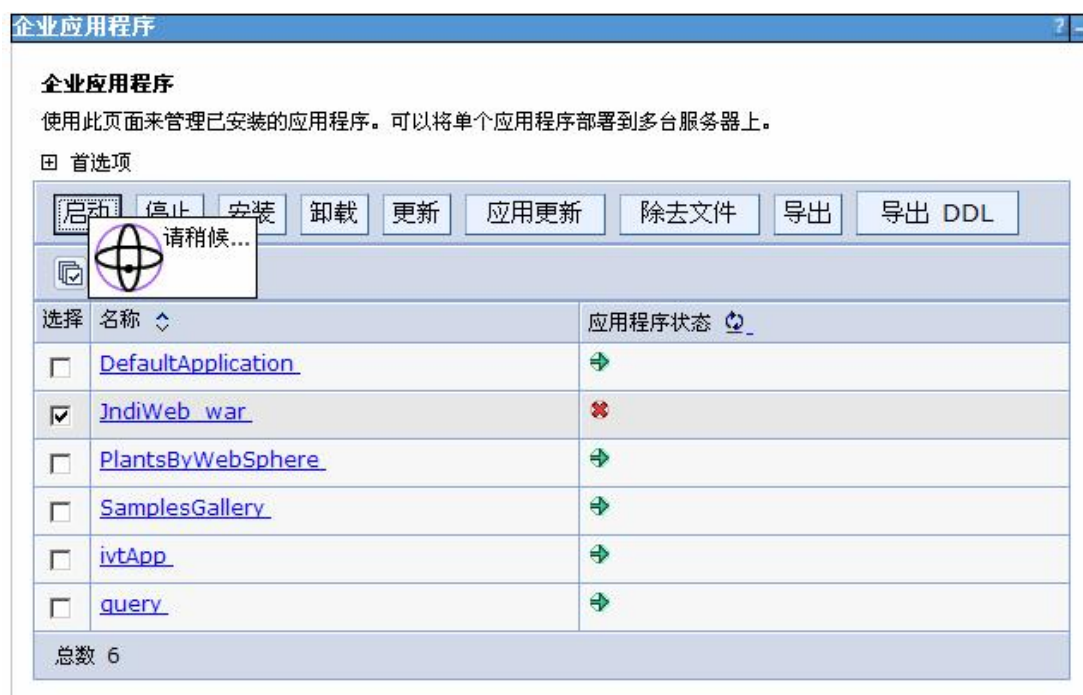 企业应用程序 ? -
企业应用程序
使用此页面来管理已安装的应用程序。可以将单个应用程序部署到多台服务器上。
首选项
启动 停止 安装 卸载 更新 应用更新 除去文件 导出 导出 DDL
请稍候...
选择 名称 应用程序状态
DefaultApplication
JndiWeb_war
PlantsByWebSphere
SamplesGallery
ivtApp
query
总数 6